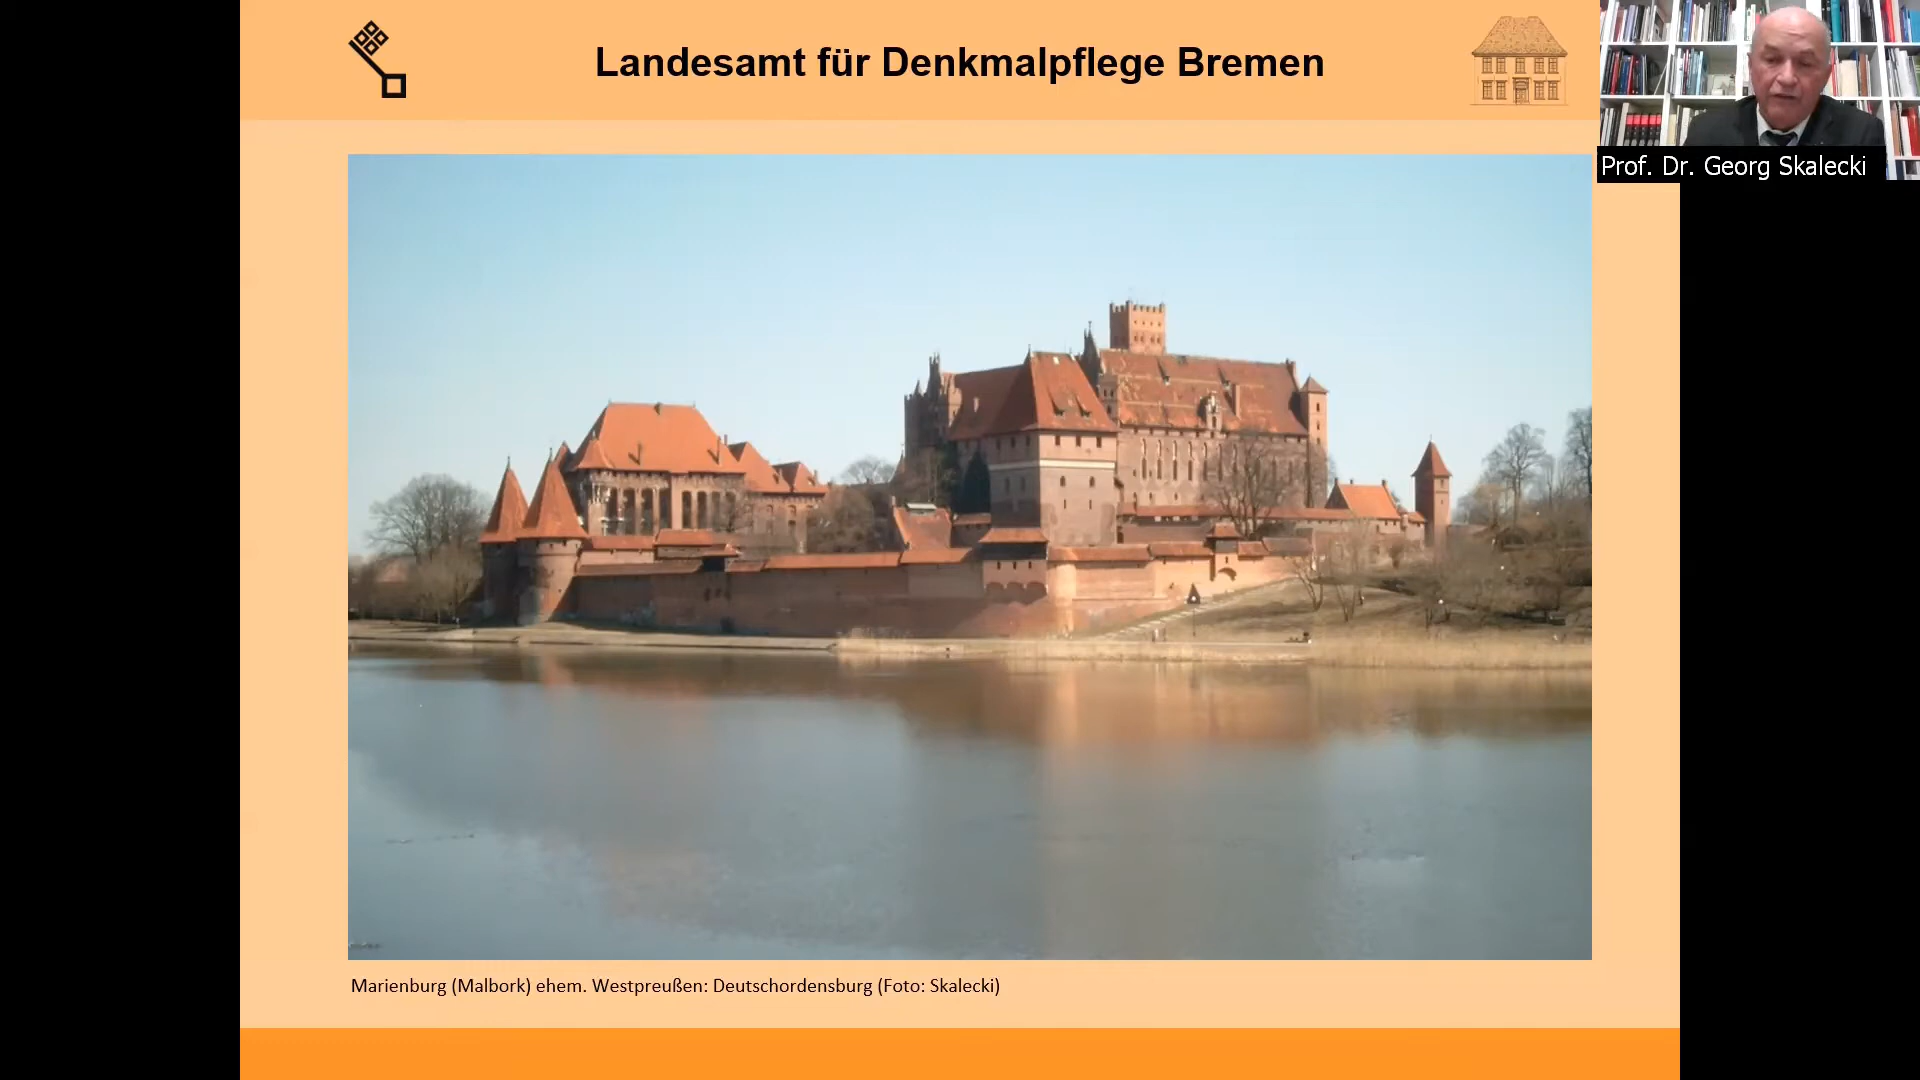 Landesamt für Denkmalpflege Bremen
Prof. Dr. Georg Skalecki
Marienburg (Malbork) ehem. Westpreußen: Deutschordensburg (Foto: Skalecki)